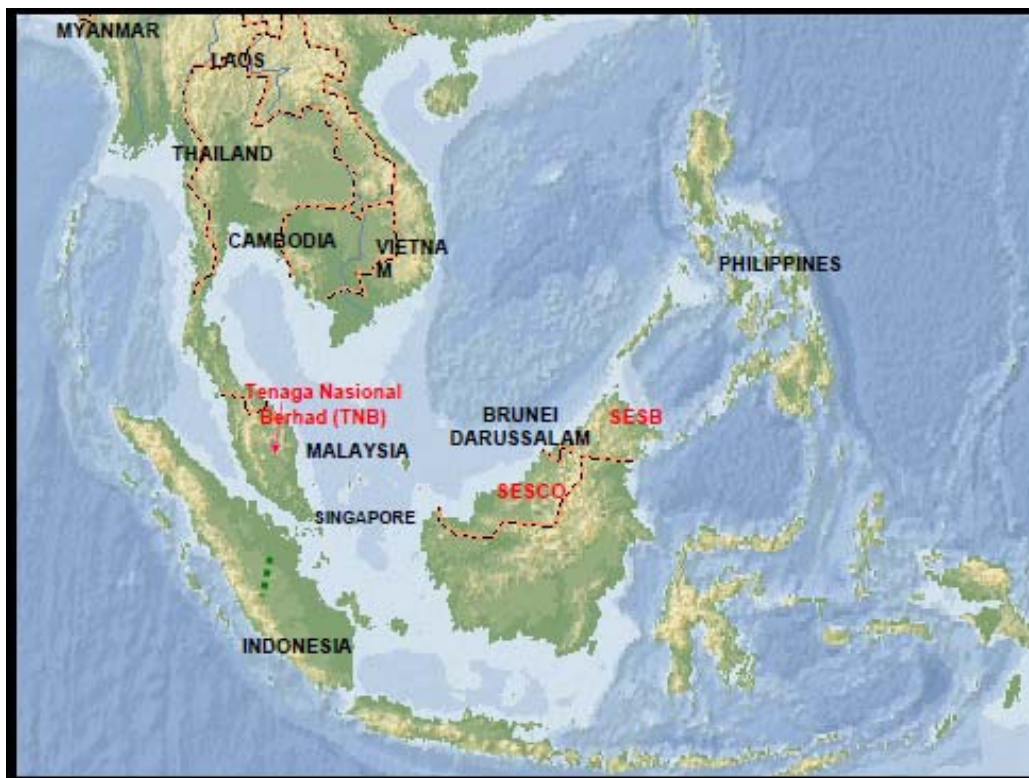 MYANMAR
LAOS
THAILAND
CAMBODIA
VIETNA
M
PHILIPPINES
Tenaga Nasional
Berhad (TNB)
MALAYSIA
BRUNEI
DARUSSALAM
SESB
SESCO
SINGAPORE
INDONESIA